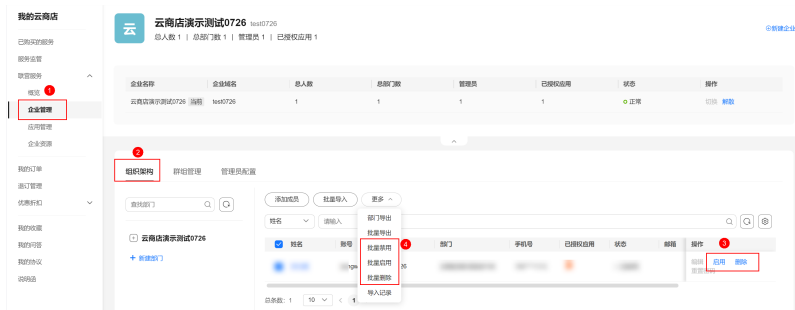 我的云商店
已购买的服务
服务监管
联营服务
概览
1
企业管理
应用管理
企业资源
我的订单
退订管理
优惠折扣
我的收藏
我的问答
我的协议
说明函
云
云商店演示测试0726 test0726
总人数 1 | 总部门数 1 | 管理员 1 | 已授权应用 1
新建企业
企业名称 企业域名 总人数 总部门数 管理员 已授权应用 状态 操作
云商店演示测试0726 当前 test0726 1 1 1 1 正常 切换 解散
2
组织架构 群组管理 管理员配置
查找部门
云商店演示测试0726
+ 新建部门
添加成员 批量导入 更多
姓名 请输入
部门导出
批量导出
批量禁用
批量启用
批量删除
导入记录
4
3
姓名 账号 部门 手机号 已授权应用 状态 邮箱 操作
26 编辑 启用 删除
总条数: 1 10 < 1